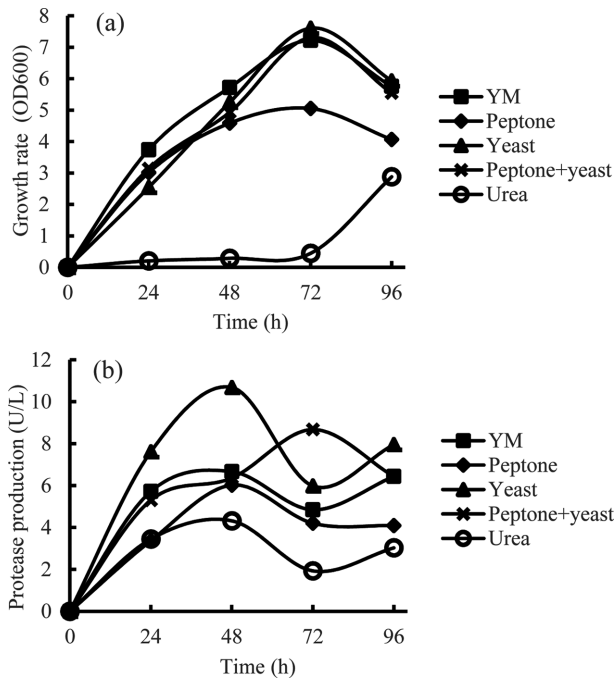 (a)
Growth rate (OD600)
8
7
6
5
4
3
2
1
0
0 24 48 72 96
Time (h)
YM
Peptone
Yeast
Peptone+yeast
Urea
(b)
Protease production (U/L)
12
10
8
6
4
2
0
0 24 48 72 96
Time (h)
YM
Peptone
Yeast
Peptone+yeast
Urea